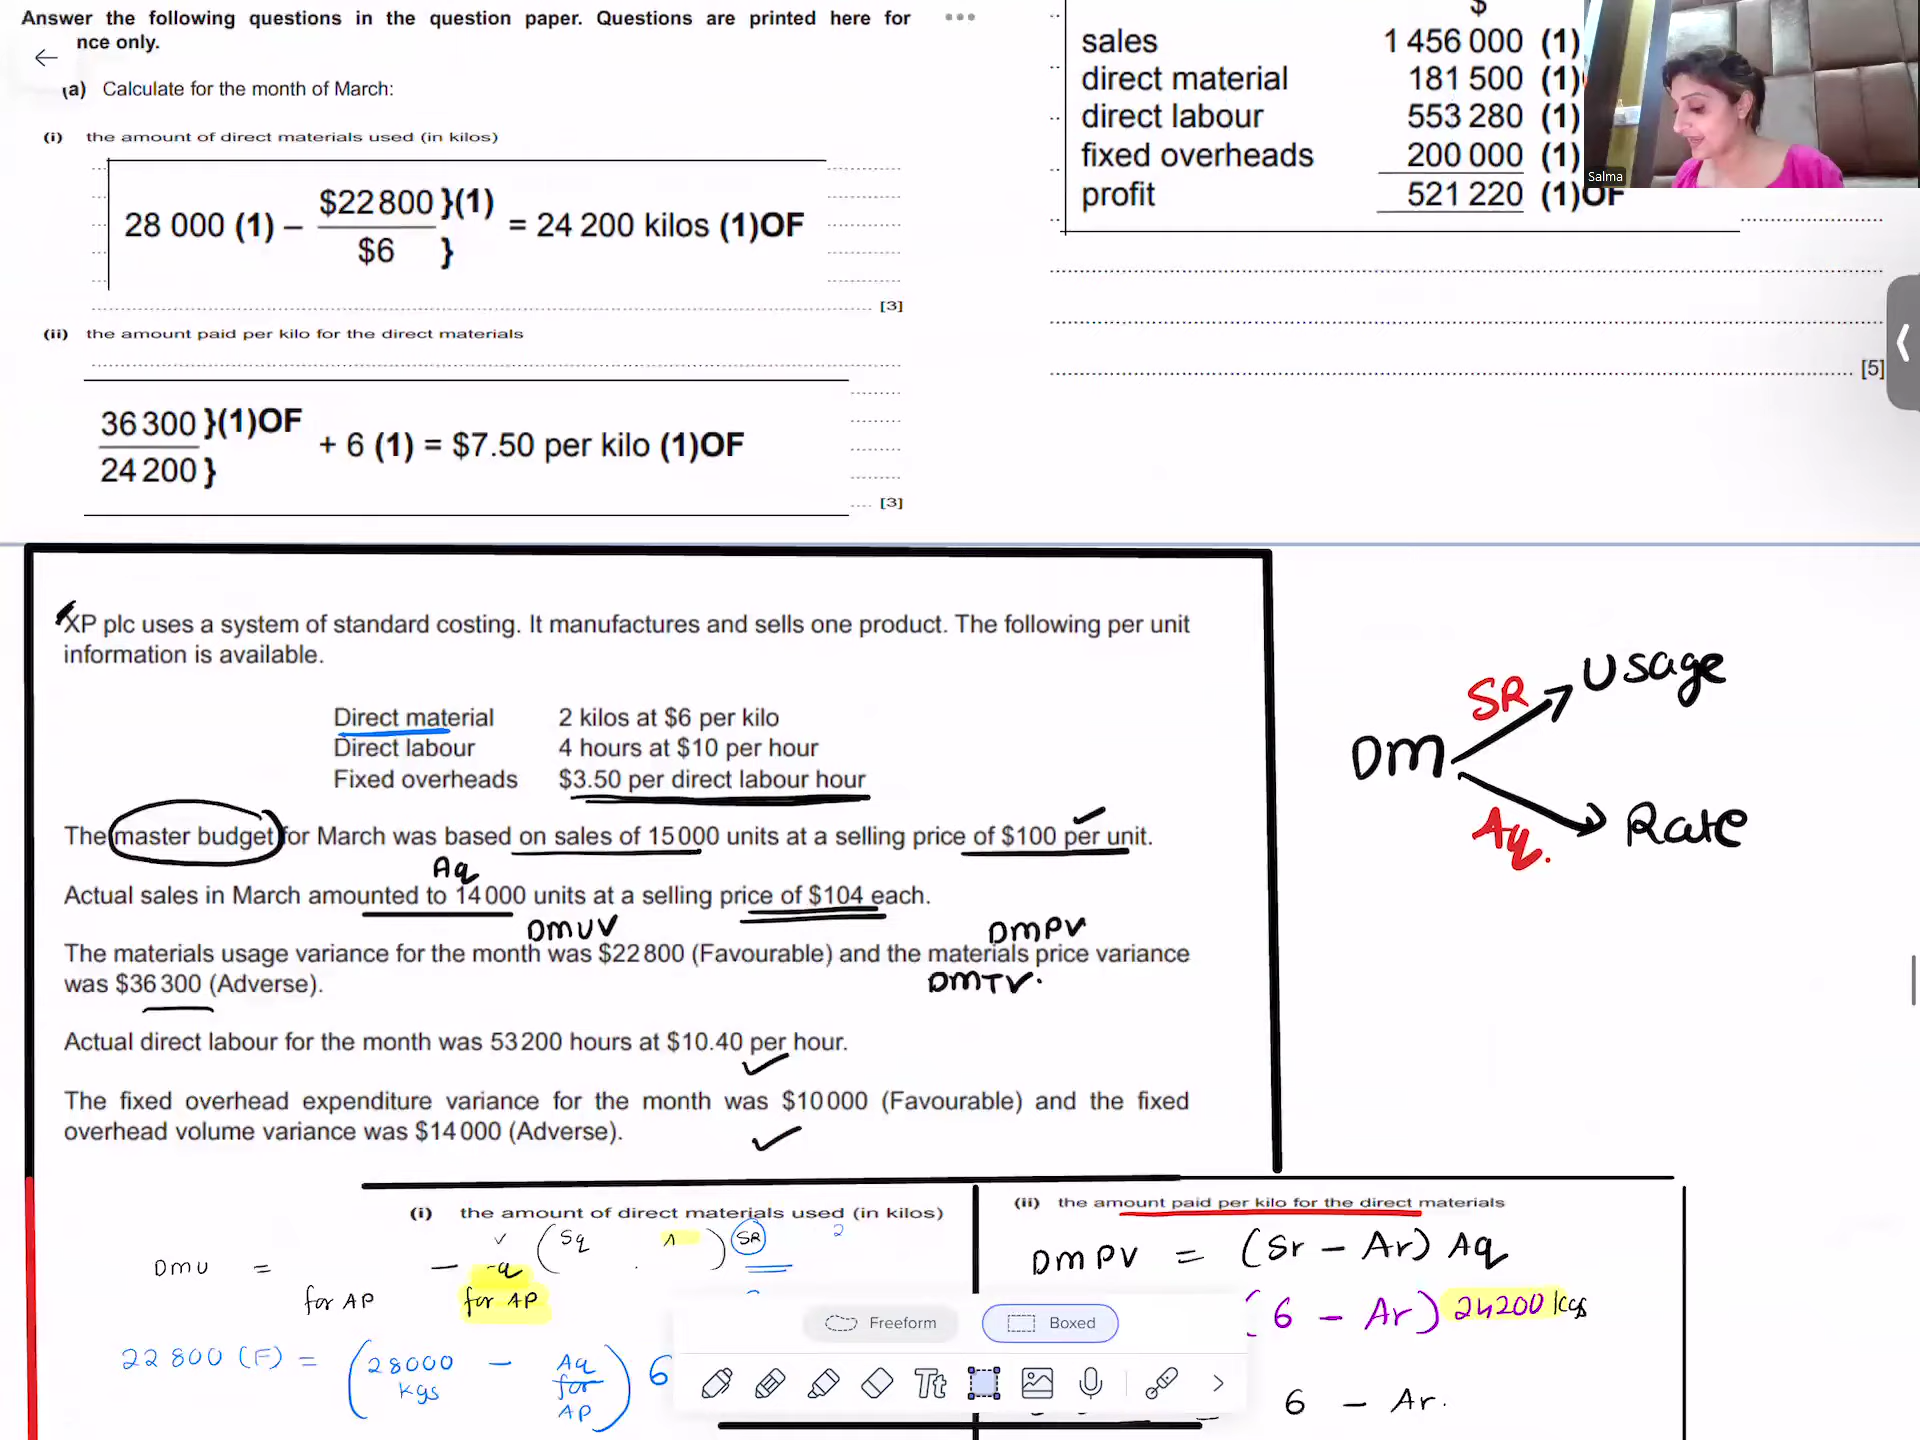 Answer the following questions in the question paper. Questions are printed here for
nce only.
(a) Calculate for the month of March:
(i) the amount of direct materials used (in kilos)
28 000 (1) – $22 800 }(1) = 24 200 kilos (1)OF
$6 }
[3]
(ii) the amount paid per kilo for the direct materials
36 300 }(1)OF + 6 (1) = $7.50 per kilo (1)OF
24 200 }
[3]
$
sales 1 456 000 (1)
direct material 181 500 (1)
direct labour 553 280 (1)
fixed overheads 200 000 (1)
profit 521 220 (1)OF
[5]
Salma
XP plc uses a system of standard costing. It manufactures and sells one product. The following per unit
information is available.
Direct material 2 kilos at $6 per kilo
Direct labour 4 hours at $10 per hour
Fixed overheads $3.50 per direct labour hour
The master budget for March was based on sales of 15 000 units at a selling price of $100 per unit.
Aq
Actual sales in March amounted to 14 000 units at a selling price of $104 each.
DMUV DMPV
The materials usage variance for the month was $22 800 (Favourable) and the materials price variance
was $36 300 (Adverse).
DMTV.
Actual direct labour for the month was 53 200 hours at $10.40 per hour.
The fixed overhead expenditure variance for the month was $10 000 (Favourable) and the fixed
overhead volume variance was $14 000 (Adverse).
SR Usage
DM
Aq. Rate
(i) the amount of direct materials used (in kilos)
(Sq ) SR 2
DMU = –
for AP for AP
22 800 (F) = (28000 – Aq ) 6
kgs for
AP
(ii) the amount paid per kilo for the direct materials
DMPV = (Sr – Ar) Aq
(6 – Ar) 24200 kgs
6 – Ar.
Freeform
Boxed
Tt